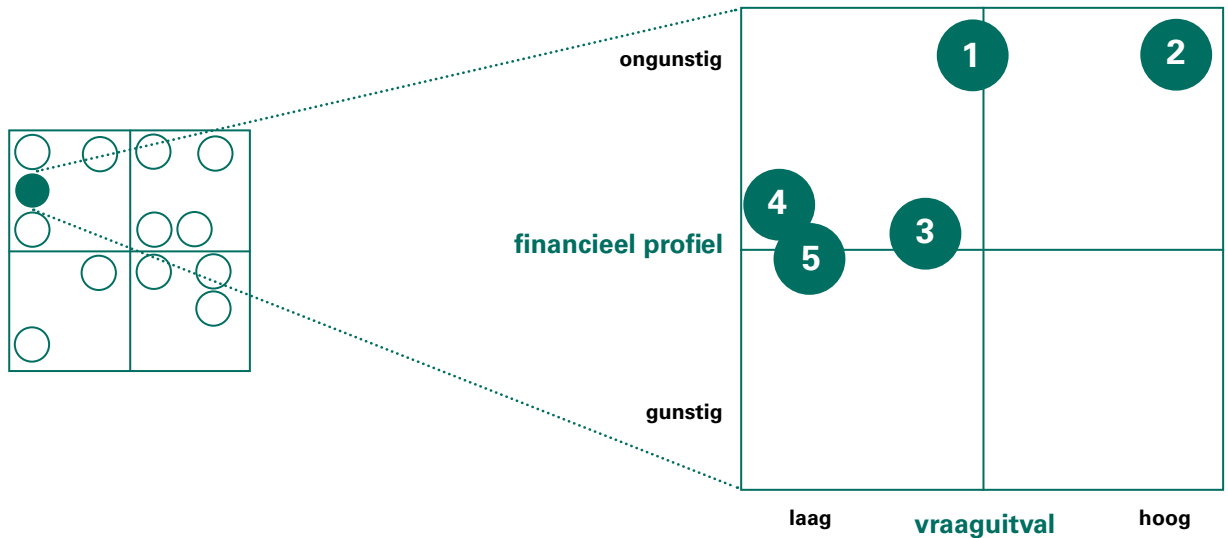 ongunstig
1
2
4
3
financieel profiel
5
gunstig
laag
vraaguitval
hoog